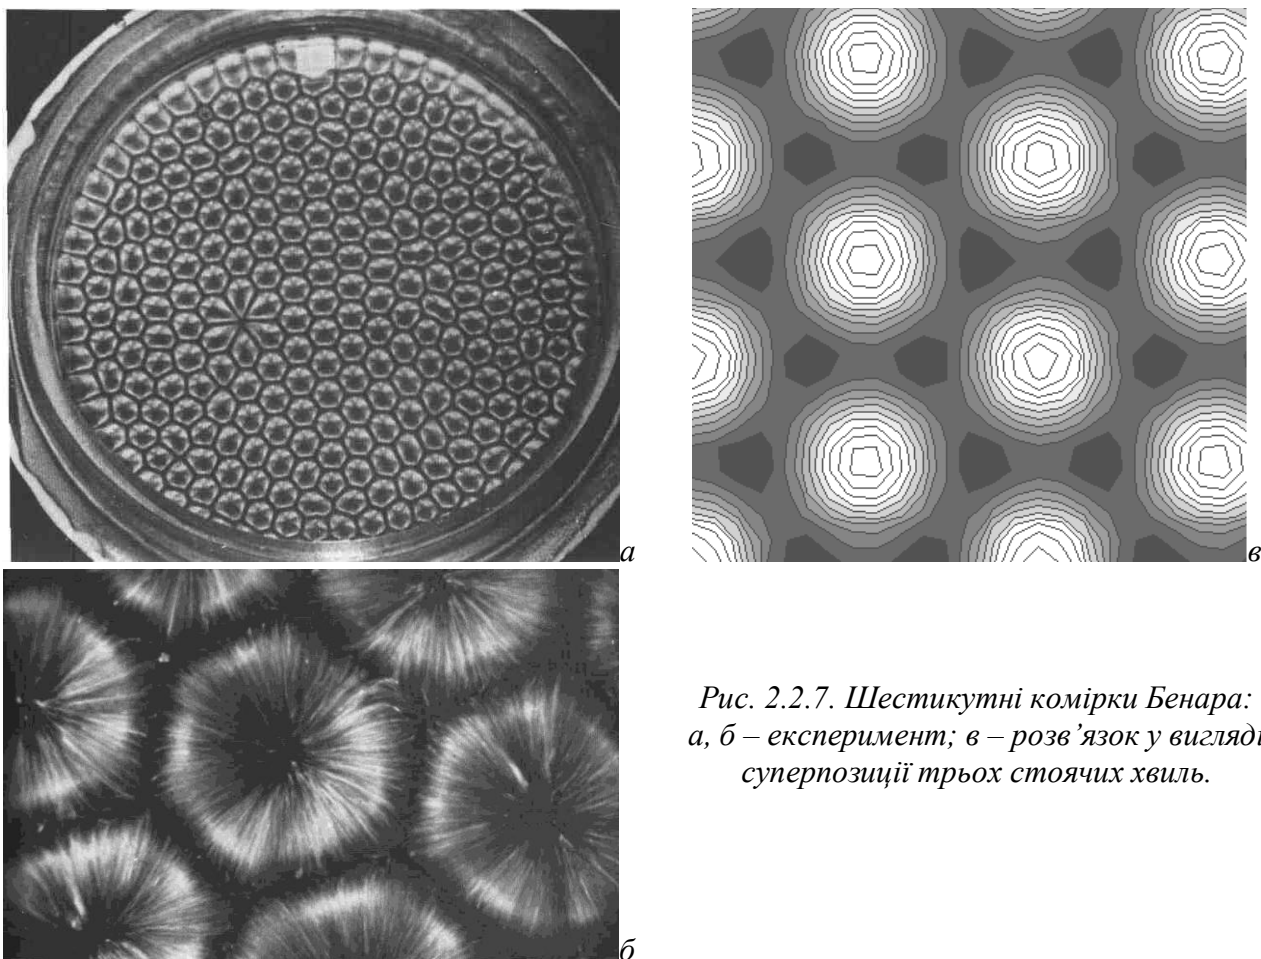 а
в
б
Рис. 2.2.7. Шестикутні комірки Бенара:
а, б – експеримент; в – розв’язок у вигляді
суперпозиції трьох стоячих хвиль.